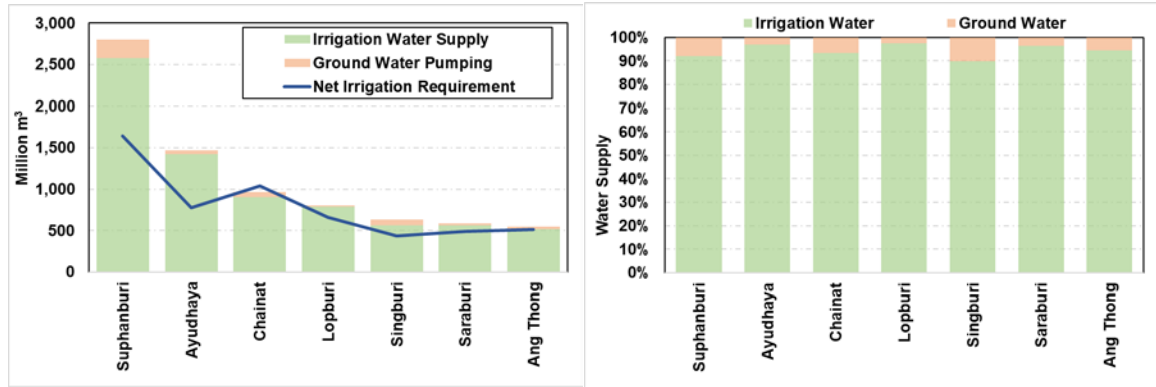 3,000
2,500
2,000
1,500
1,000
500
0
Million m³
Irrigation Water Supply
Ground Water Pumping
Net Irrigation Requirement
Suphanburi
Ayudhaya
Chainat
Lopburi
Singburi
Saraburi
Ang Thong
Irrigation Water
Ground Water
100%
90%
80%
70%
60%
50%
40%
30%
20%
10%
0%
Water Supply
Suphanburi
Ayudhaya
Chainat
Lopburi
Singburi
Saraburi
Ang Thong